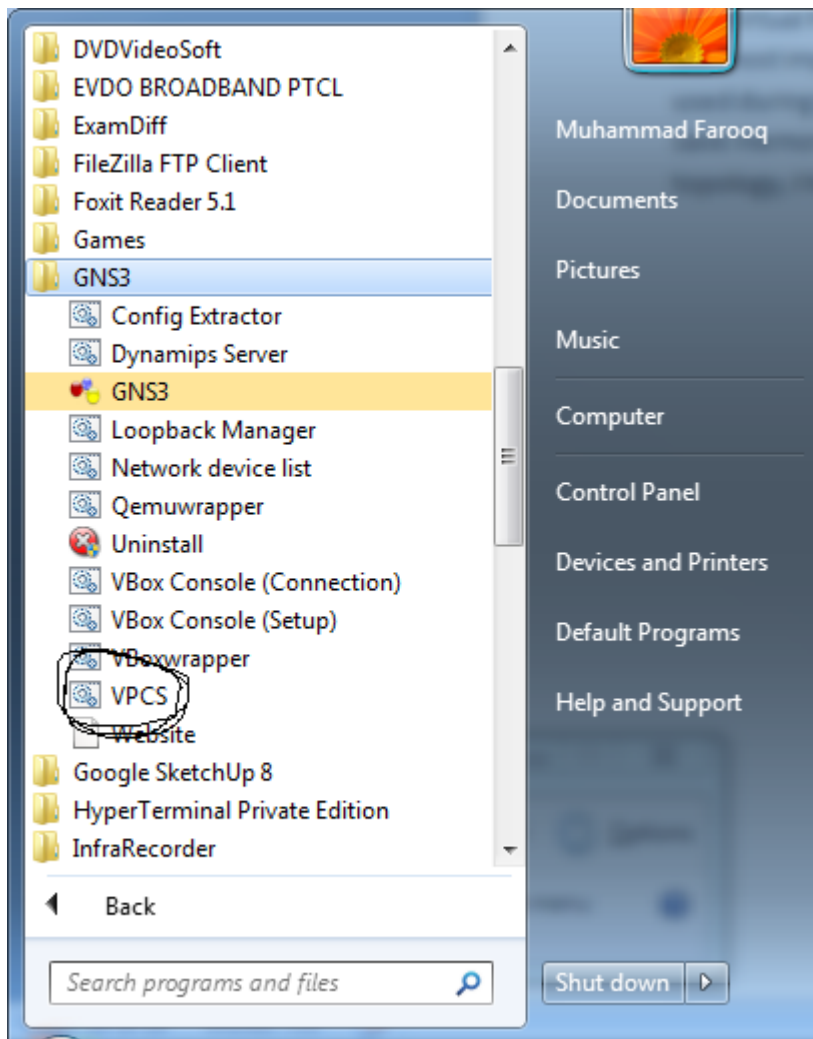 DVDVideoSoft
EVDO BROADBAND PTCL
ExamDiff
FileZilla FTP Client
Foxit Reader 5.1
Games
GNS3
Config Extractor
Dynamips Server
GNS3
Loopback Manager
Network device list
Qemuwrapper
Uninstall
VBox Console (Connection)
VBox Console (Setup)
VBoxwrapper
VPCS
Website
Google SketchUp 8
HyperTerminal Private Edition
InfraRecorder
Back
Search programs and files
Muhammad Farooq
Documents
Pictures
Music
Computer
Control Panel
Devices and Printers
Default Programs
Help and Support
Shut down